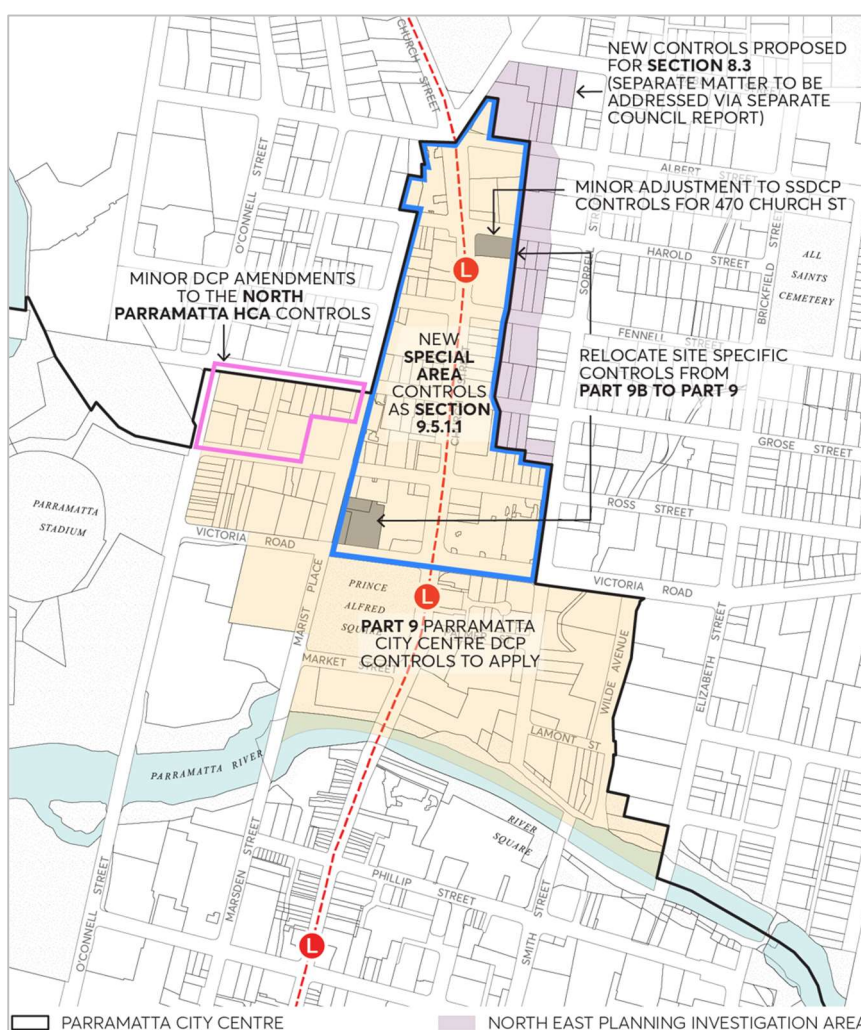 CHURCH
STREET
NEW CONTROLS PROPOSED
FOR SECTION 8.3
(SEPARATE MATTER TO BE
ADDRESSED VIA SEPARATE
COUNCIL REPORT)
O'CONNELL STREET
ALBERT STREET
MINOR ADJUSTMENT TO SSDCP
CONTROLS FOR 470 CHURCH ST
SORRELL STREET
HAROLD STREET
BRICKFIELD STREET
ALL
SAINTS
CEMETERY
L
MINOR DCP AMENDMENTS
TO THE NORTH
PARRAMATTA HCA CONTROLS
FENNELL STREET
NEW
SPECIAL
AREA
CONTROLS
AS SECTION
9.5.1.1
RELOCATE SITE SPECIFIC
CONTROLS FROM
PART 9B TO PART 9
GROSE STREET
PARRAMATTA
STADIUM
ROSS STREET
VICTORIA ROAD
VICTORIA ROAD
MARIST PLACE
PRINCE
ALFRED
SQUARE
L
PART 9 PARRAMATTA
CITY CENTRE DCP
CONTROLS TO APPLY
MARKET STREET
WILDE AVENUE
ELIZABETH STREET
LAMONT ST
PARRAMATTA RIVER
RIVER
SQUARE
MARSDEN STREET
PHILLIP STREET
SMITH STREET
O'CONNELL STREET
L
PARRAMATTA CITY CENTRE
NORTH EAST PLANNING INVESTIGATION AREA